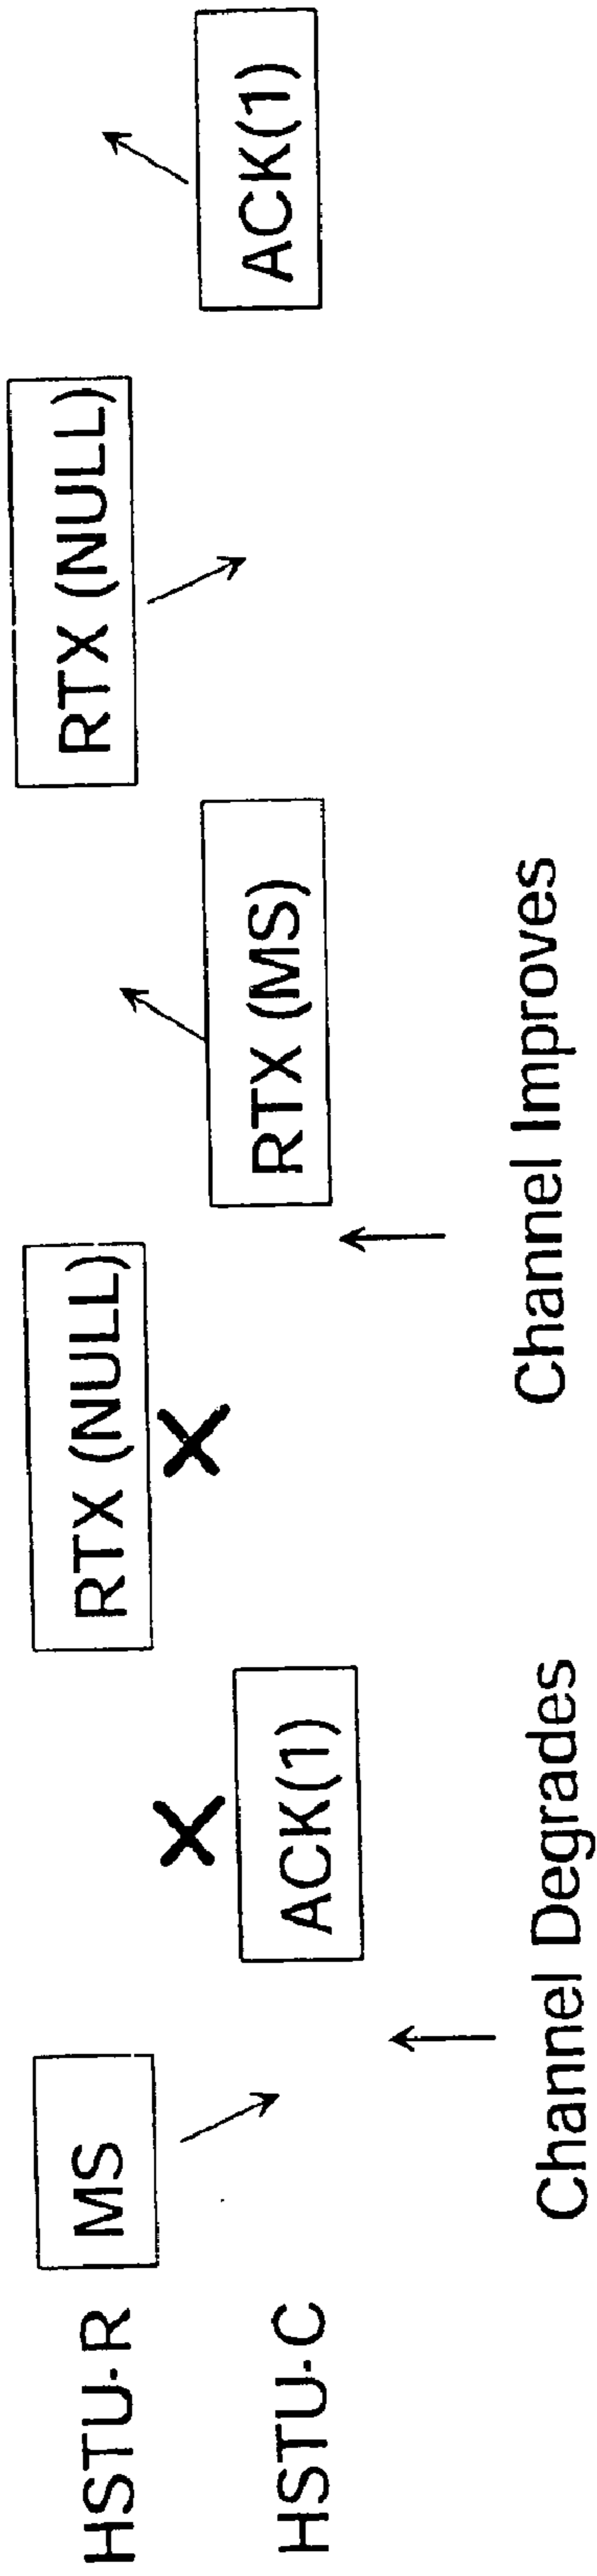 HSTU-R
MS
RTX (NULL)
RTX (NULL)
HSTU-C
ACK(1)
RTX (MS)
ACK(1)
Channel Degrades
Channel Improves